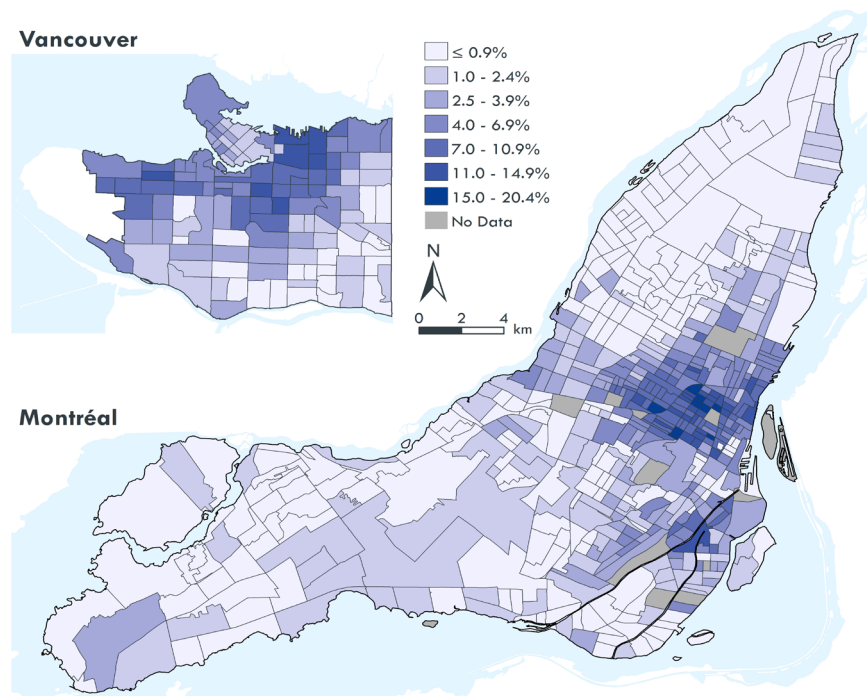 Vancouver
≤ 0.9%
1.0 - 2.4%
2.5 - 3.9%
4.0 - 6.9%
7.0 - 10.9%
11.0 - 14.9%
15.0 - 20.4%
No Data
N
0 2 4 km
Montréal